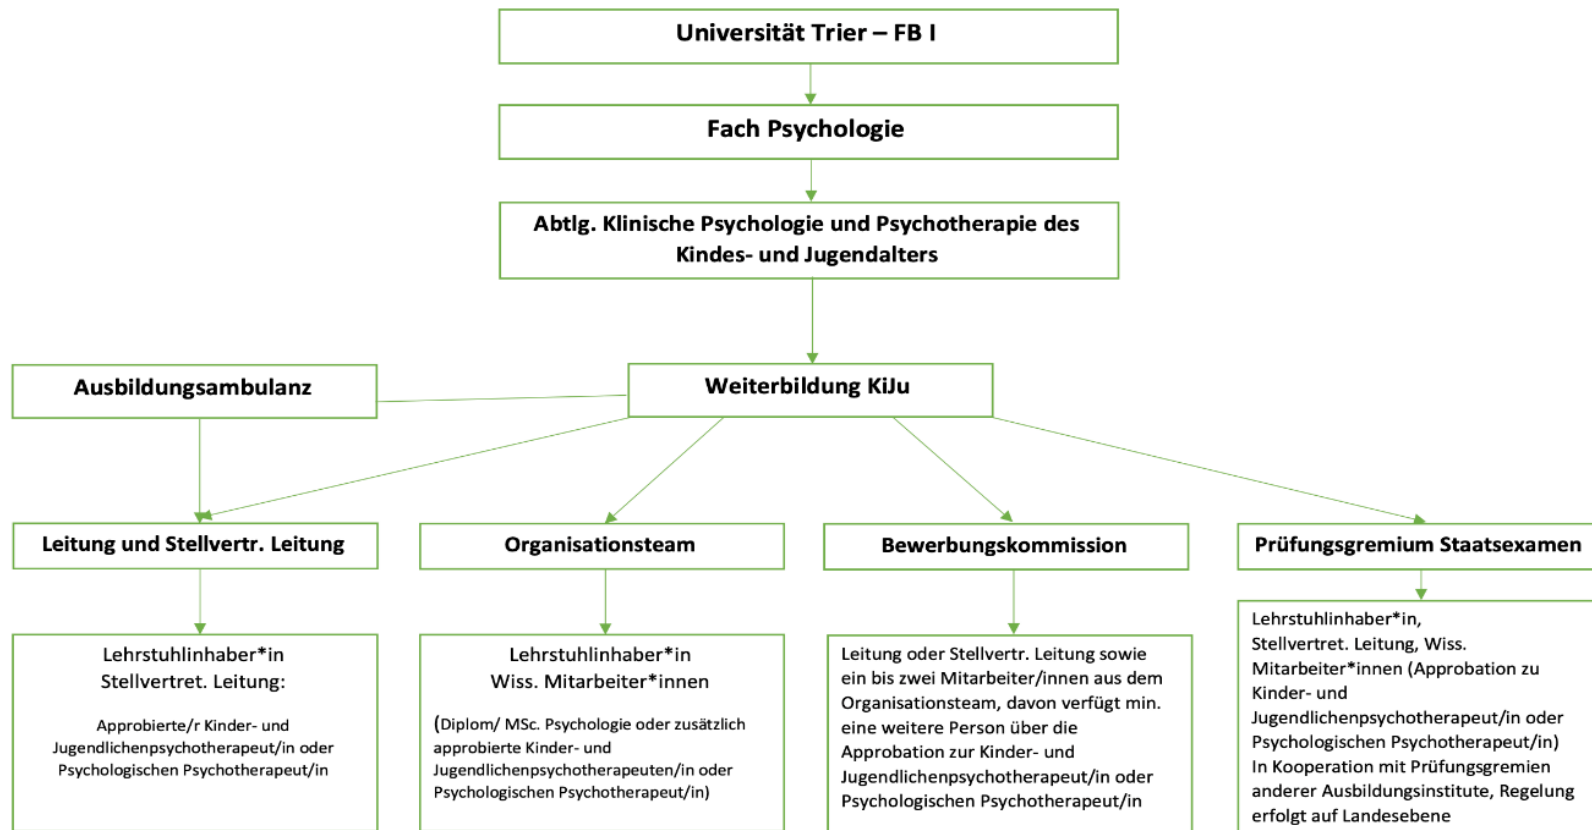 Universität Trier – FB I
Fach Psychologie
Abtlg. Klinische Psychologie und Psychotherapie des
Kindes- und Jugendalters
Ausbildungsambulanz
Weiterbildung KiJu
Leitung und Stellvertr. Leitung
Organisationsteam
Bewerbungskommission
Prüfungsgremium Staatsexamen
Lehrstuhlinhaber*in
Stellvertret. Leitung:
Approbierte/r Kinder- und
Jugendlichenpsychotherapeut/in oder
Psychologischen Psychotherapeut/in
Lehrstuhlinhaber*in
Wiss. Mitarbeiter*innen
(Diplom/ MSc. Psychologie oder zusätzlich
approbierte Kinder- und
Jugendlichenpsychotherapeuten/in oder
Psychologischen Psychotherapeut/in)
Leitung oder Stellvertr. Leitung sowie
ein bis zwei Mitarbeiter/innen aus dem
Organisationsteam, davon verfügt min.
eine weitere Person über die
Approbation zur Kinder- und
Jugendlichenpsychotherapeut/in oder
Psychologischen Psychotherapeut/in
Lehrstuhlinhaber*in,
Stellvertret. Leitung, Wiss.
Mitarbeiter*innen (Approbation zu
Kinder- und
Jugendlichenpsychotherapeut/in oder
Psychologischen Psychotherapeut/in)
In Kooperation mit Prüfungsgremien
anderer Ausbildungsinstitute, Regelung
erfolgt auf Landesebene